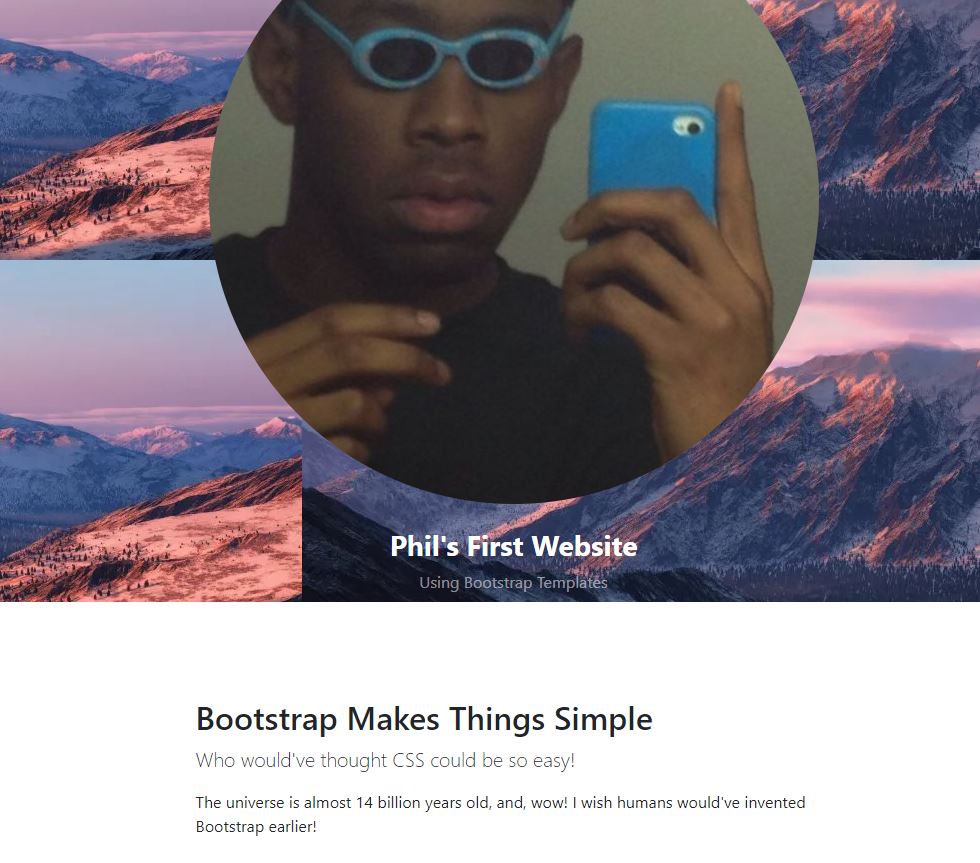 Phil's First Website
Using Bootstrap Templates
Bootstrap Makes Things Simple
Who would've thought CSS could be so easy!
The universe is almost 14 billion years old, and, wow! I wish humans would've invented
Bootstrap earlier!